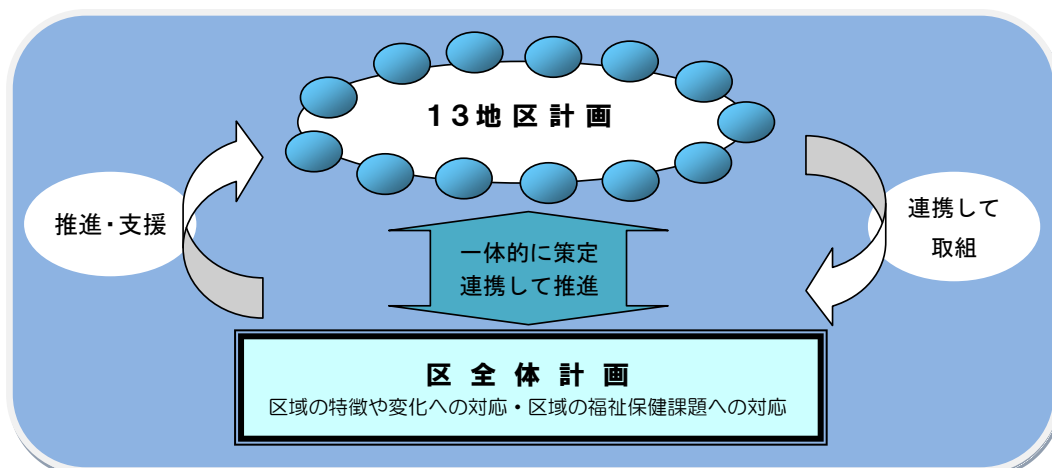 13地区計画
推進・支援
連携して
取組
一体的に策定
連携して推進
区全体計画
区域の特徴や変化への対応・区域の福祉保健課題への対応